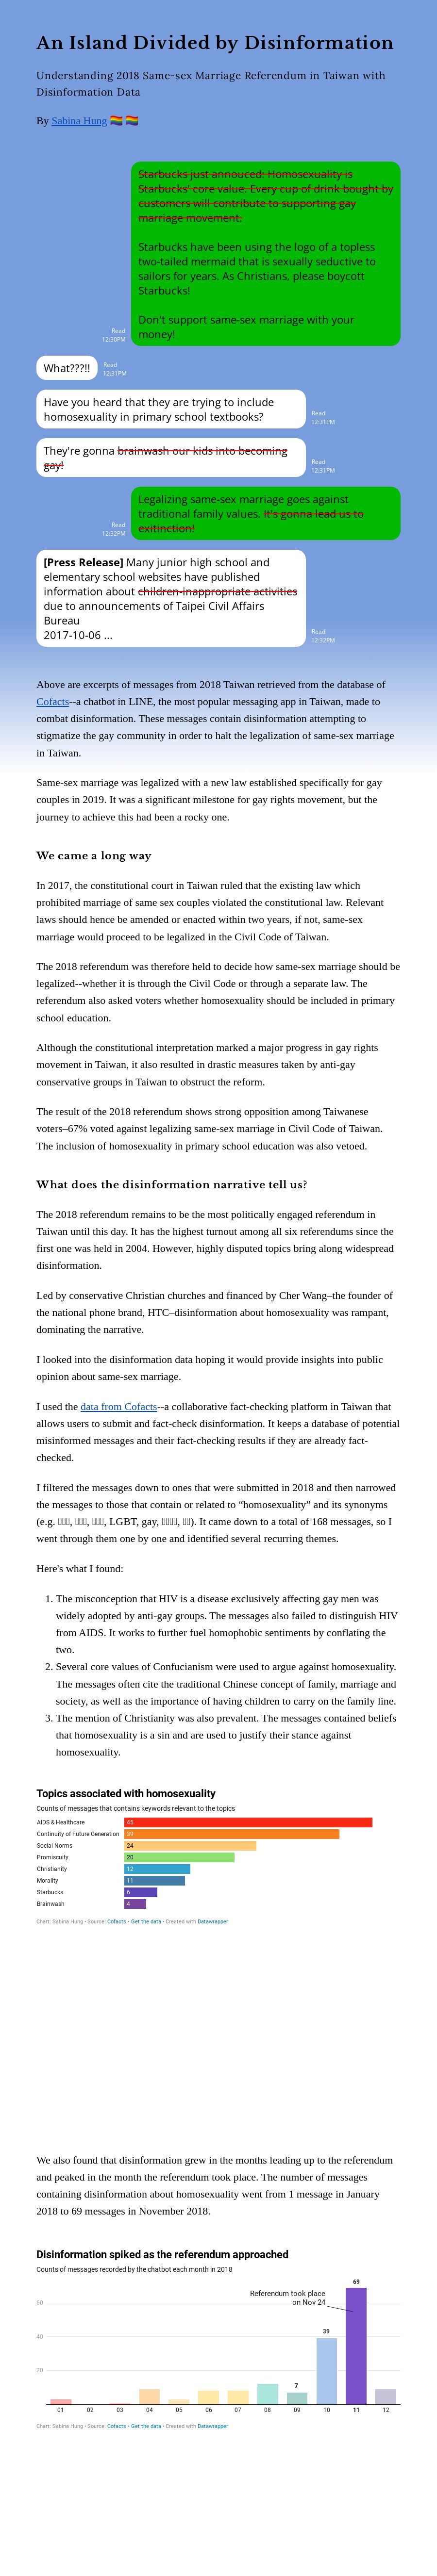 An Island Divided by Disinformation
Understanding 2018 Same-sex Marriage Referendum in Taiwan with
Disinformation Data
By Sabina Hung 🏳️‍🌈 🏳️‍🌈
Starbucks just annouced: Homosexuality is
Starbucks' core value. Every cup of drink bought by
customers will contribute to supporting gay
marriage movement.
Starbucks have been using the logo of a topless
two-tailed mermaid that is sexually seductive to
sailors for years. As Christians, please boycott
Starbucks!
Don't support same-sex marriage with your
money!
Read
12:30PM
What???!!
Read
12:31PM
Have you heard that they are trying to include
homosexuality in primary school textbooks?
Read
12:31PM
They're gonna brainwash our kids into becoming
gay!
Read
12:31PM
Legalizing same-sex marriage goes against
traditional family values. It's gonna lead us to
exitinction!
Read
12:32PM
[Press Release] Many junior high school and
elementary school websites have published
information about children-inappropriate activities
due to announcements of Taipei Civil Affairs
Bureau
2017-10-06 ...
Read
12:32PM
Above are excerpts of messages from 2018 Taiwan retrieved from the database of
Cofacts--a chatbot in LINE, the most popular messaging app in Taiwan, made to
combat disinformation. These messages contain disinformation attempting to
stigmatize the gay community in order to halt the legalization of same-sex marriage
in Taiwan.
Same-sex marriage was legalized with a new law established specifically for gay
couples in 2019. It was a significant milestone for gay rights movement, but the
journey to achieve this had been a rocky one.
We came a long way
In 2017, the constitutional court in Taiwan ruled that the existing law which
prohibited marriage of same sex couples violated the constitutional law. Relevant
laws should hence be amended or enacted within two years, if not, same-sex
marriage would proceed to be legalized in the Civil Code of Taiwan.
The 2018 referendum was therefore held to decide how same-sex marriage should be
legalized--whether it is through the Civil Code or through a separate law. The
referendum also asked voters whether homosexuality should be included in primary
school education.
Although the constitutional interpretation marked a major progress in gay rights
movement in Taiwan, it also resulted in drastic measures taken by anti-gay
conservative groups in Taiwan to obstruct the reform.
The result of the 2018 referendum shows strong opposition among Taiwanese
voters–67% voted against legalizing same-sex marriage in Civil Code of Taiwan.
The inclusion of homosexuality in primary school education was also vetoed.
What does the disinformation narrative tell us?
The 2018 referendum remains to be the most politically engaged referendum in
Taiwan until this day. It has the highest turnout among all six referendums since the
first one was held in 2004. However, highly disputed topics bring along widespread
disinformation.
Led by conservative Christian churches and financed by Cher Wang–the founder of
the national phone brand, HTC–disinformation about homosexuality was rampant,
dominating the narrative.
I looked into the disinformation data hoping it would provide insights into public
opinion about same-sex marriage.
I used the data from Cofacts--a collaborative fact-checking platform in Taiwan that
allows users to submit and fact-check disinformation. It keeps a database of potential
misinformed messages and their fact-checking results if they are already fact-
checked.
I filtered the messages down to ones that were submitted in 2018 and then narrowed
the messages to those that contain or related to “homosexuality” and its synonyms
(e.g. , , , LGBT, gay, , ). It came down to a total of 168 messages, so I
went through them one by one and identified several recurring themes.
Here's what I found:
1. The misconception that HIV is a disease exclusively affecting gay men was
widely adopted by anti-gay groups. The messages also failed to distinguish HIV
from AIDS. It works to further fuel homophobic sentiments by conflating the
two.
2. Several core values of Confucianism were used to argue against homosexuality.
The messages often cite the traditional Chinese concept of family, marriage and
society, as well as the importance of having children to carry on the family line.
3. The mention of Christianity was also prevalent. The messages contained beliefs
that homosexuality is a sin and are used to justify their stance against
homosexuality.
Topics associated with homosexuality
Counts of messages that contains keywords relevant to the topics
AIDS & Healthcare 45
Continuity of Future Generation 39
Social Norms 24
Promiscuity 20
Christianity 12
Morality 11
Starbucks 6
Brainwash 4
Chart: Sabina Hung • Source: Cofacts • Get the data • Created with Datawrapper
We also found that disinformation grew in the months leading up to the referendum
and peaked in the month the referendum took place. The number of messages
containing disinformation about homosexuality went from 1 message in January
2018 to 69 messages in November 2018.
Disinformation spiked as the referendum approached
Counts of messages recorded by the chatbot each month in 2018
69
Referendum took place
on Nov 24
60
40
39
20
7
01 02 03 04 05 06 07 08 09 10 11 12
Chart: Sabina Hung • Source: Cofacts • Get the data • Created with Datawrapper